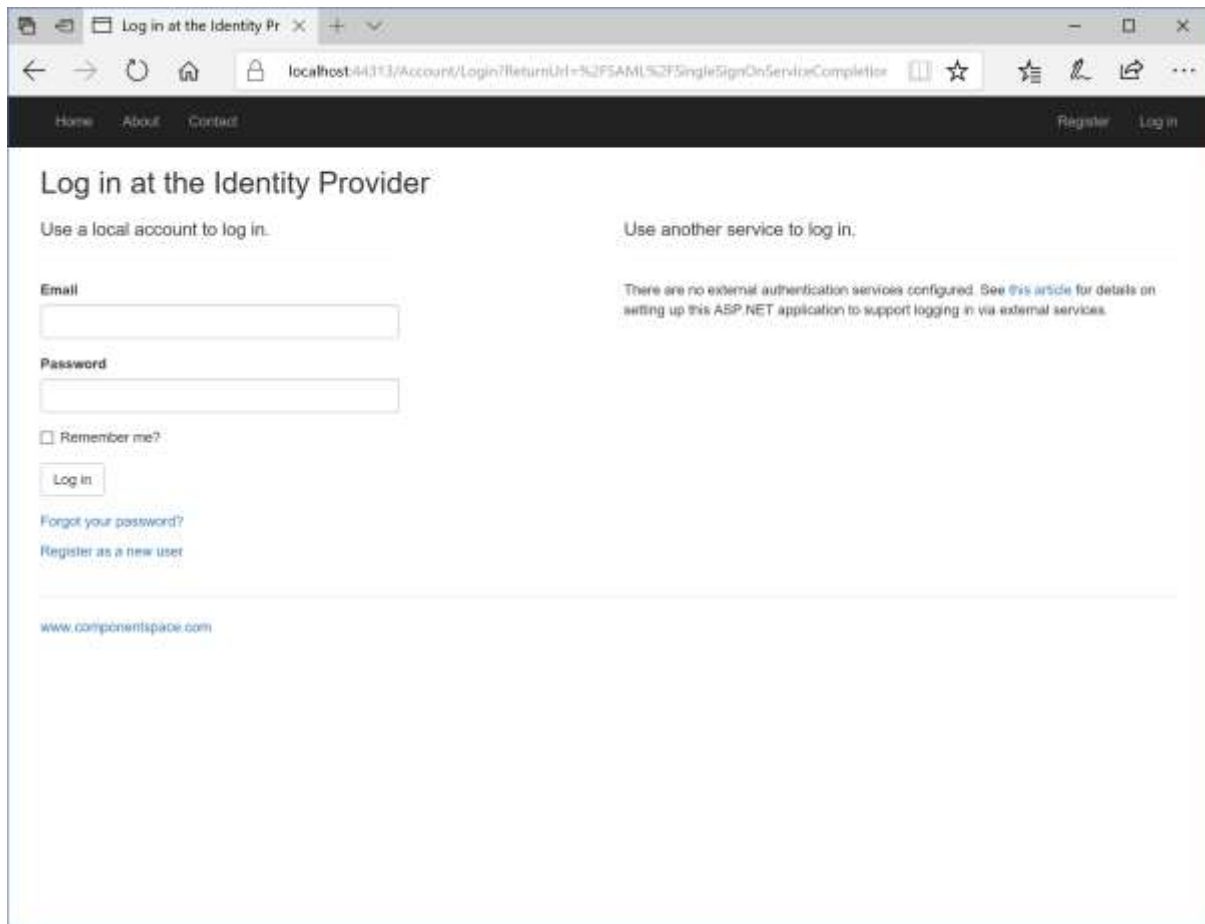 Log in at the Identity Pr
localhost:44313/Account/Login?ReturnUrl=%2FSAML%2FSingleSignOnServiceCompletion
Home About Contact Register Log in
Log in at the Identity Provider
Use a local account to log in.
Email
Password
Remember me?
Log in
Forgot your password?
Register as a new user
Use another service to log in.
There are no external authentication services configured. See this article for details on
setting up this ASP.NET application to support logging in via external services.
www.componentspace.com